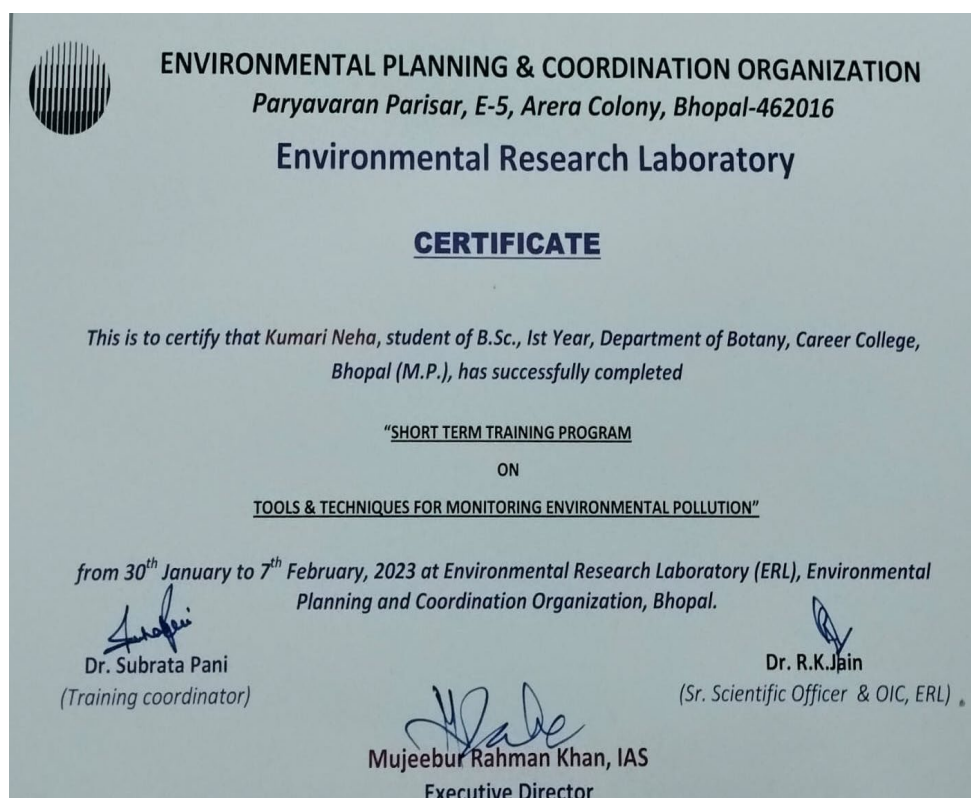 ENVIRONMENTAL PLANNING & COORDINATION ORGANIZATION
Paryavaran Parisar, E-5, Arera Colony, Bhopal-462016
Environmental Research Laboratory
CERTIFICATE
This is to certify that Kumari Neha, student of B.Sc., Ist Year, Department of Botany, Career College,
Bhopal (M.P.), has successfully completed
“SHORT TERM TRAINING PROGRAM
ON
TOOLS & TECHNIQUES FOR MONITORING ENVIRONMENTAL POLLUTION”
from 30th January to 7th February, 2023 at Environmental Research Laboratory (ERL), Environmental
Planning and Coordination Organization, Bhopal.
Dr. Subrata Pani
(Training coordinator)
Dr. R.K.Jain
(Sr. Scientific Officer & OIC, ERL)
Mujeebur Rahman Khan, IAS
Executive Director